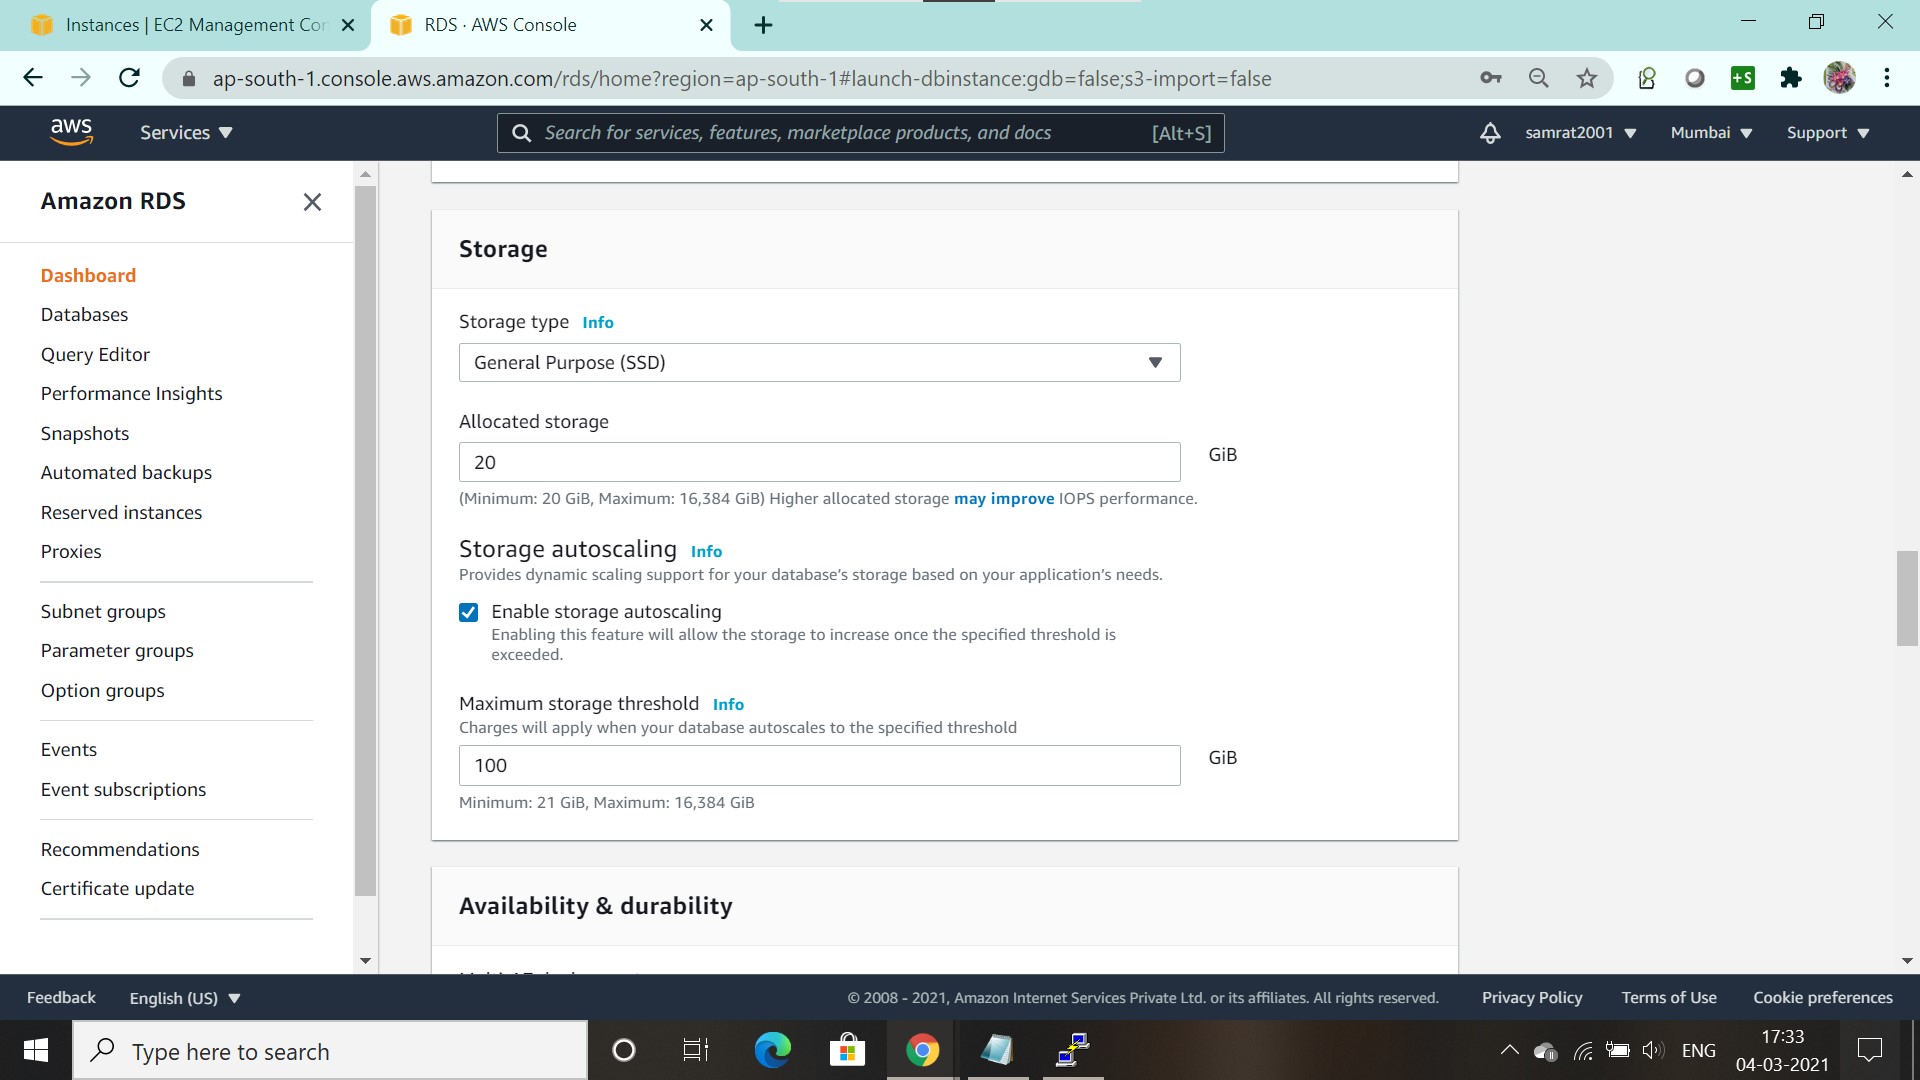 Instances | EC2 Management Con
RDS · AWS Console
ap-south-1.console.aws.amazon.com/rds/home?region=ap-south-1#launch-dbinstance:gdb=false;s3-import=false
+S
aws
Services
Search for services, features, marketplace products, and docs
[Alt+S]
samrat2001
Mumbai
Support
Amazon RDS
Dashboard
Databases
Query Editor
Performance Insights
Snapshots
Automated backups
Reserved instances
Proxies
Subnet groups
Parameter groups
Option groups
Events
Event subscriptions
Recommendations
Certificate update
Storage
Storage type Info
General Purpose (SSD)
Allocated storage
20
GiB
(Minimum: 20 GiB, Maximum: 16,384 GiB) Higher allocated storage may improve IOPS performance.
Storage autoscaling Info
Provides dynamic scaling support for your database's storage based on your application's needs.
Enable storage autoscaling
Enabling this feature will allow the storage to increase once the specified threshold is
exceeded.
Maximum storage threshold Info
Charges will apply when your database autoscales to the specified threshold
100
GiB
Minimum: 21 GiB, Maximum: 16,384 GiB
Availability & durability
Feedback
English (US)
© 2008 - 2021, Amazon Internet Services Private Ltd. or its affiliates. All rights reserved.
Privacy Policy
Terms of Use
Cookie preferences
Type here to search
ENG
17:33
04-03-2021